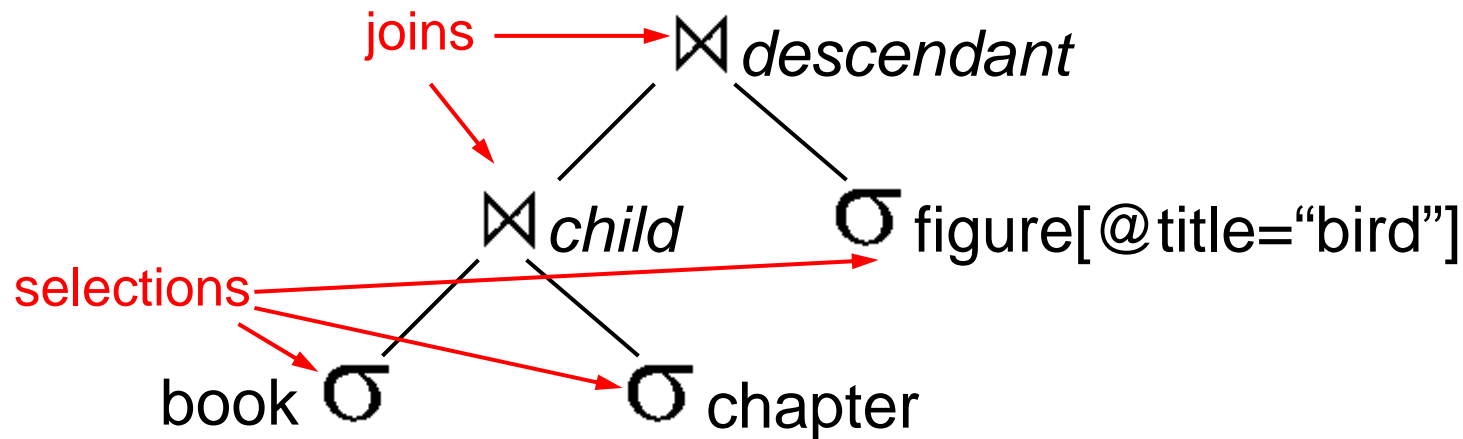 joins ⋈ descendant
⋈ child σ figure[@title=“bird”]
selections
book σ σ chapter